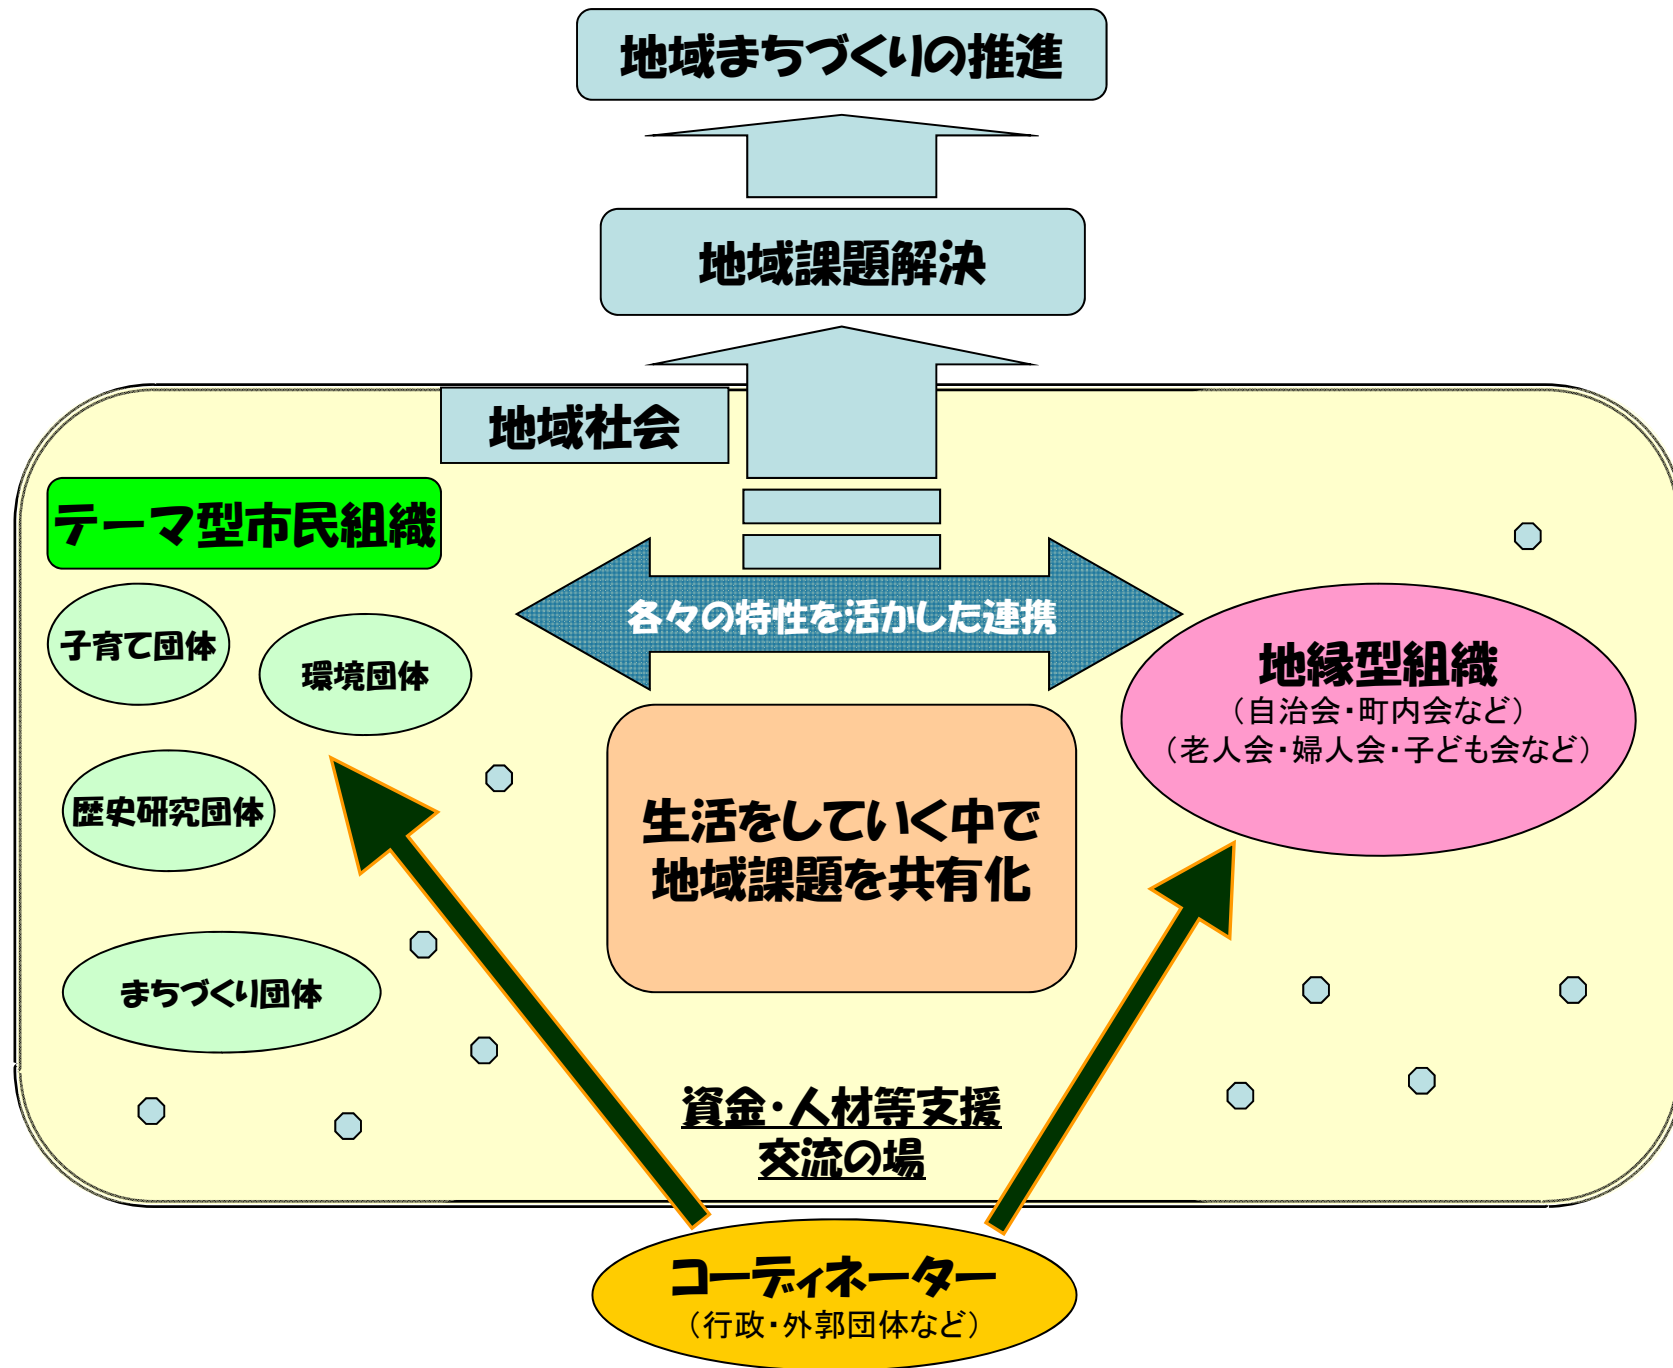 地域まちづくりの推進
地域課題解決
地域社会
テーマ型市民組織
子育て団体
環境団体
歴史研究団体
まちづくり団体
各々の特性を活かした連携
地縁型組織
（自治会・町内会など）
（老人会・婦人会・子ども会など）
生活をしていく中で
地域課題を共有化
資金・人材等支援
交流の場
コーディネーター
（行政・外郭団体など）